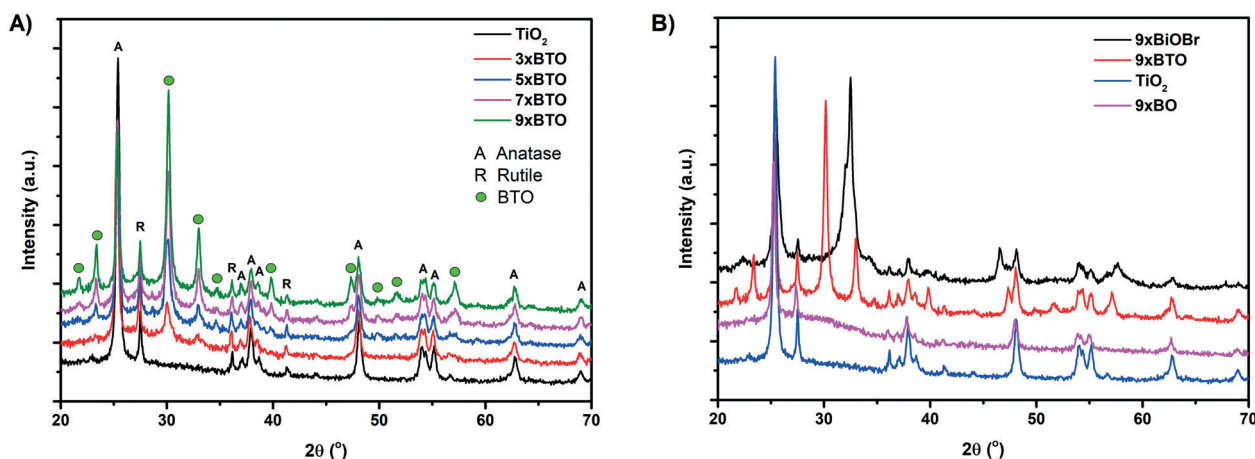 A)
A
TiO2
3xBTO
5xBTO
7xBTO
9xBTO
A Anatase
R Rutile
BTO
R
R
A
A
A
R
A
A
A
A
A
Intensity (a.u.)
20 30 40 50 60 70
2θ (°)
B)
9xBiOBr
9xBTO
TiO2
9xBO
Intensity (a.u.)
20 30 40 50 60 70
2θ (°)